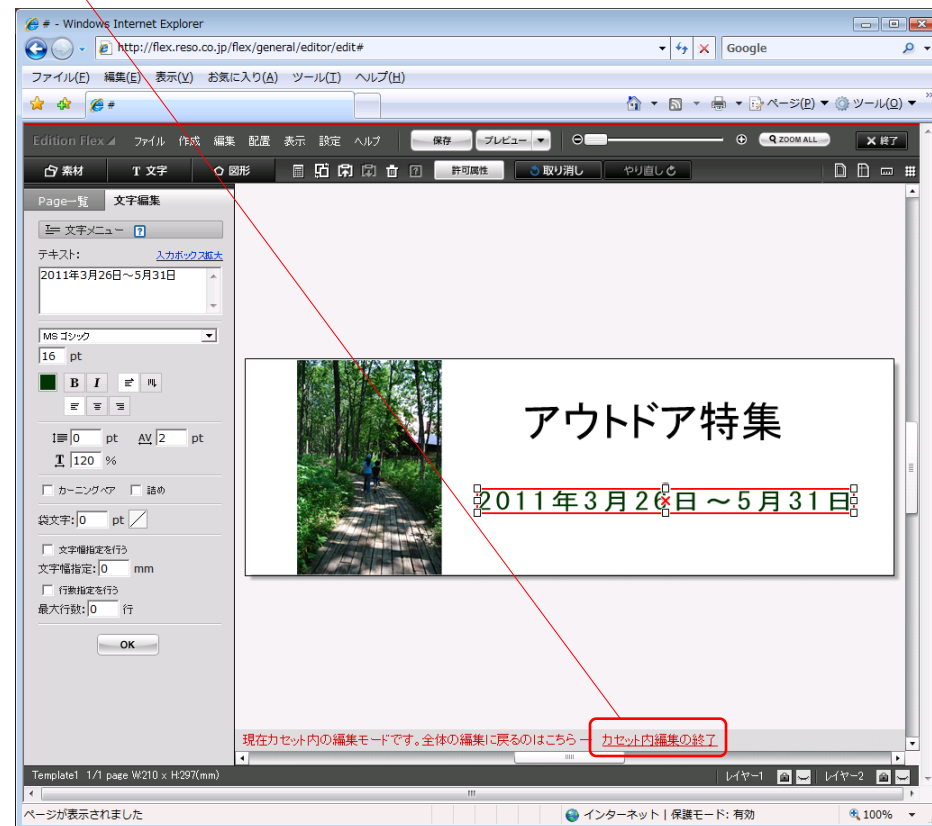 # - Windows Internet Explorer
http://flex.reso.co.jp/flex/general/editor/edit#
Google
ファイル(F) 編集(E) 表示(V) お気に入り(A) ツール(T) ヘルプ(H)
#
ページ(P) ツール(O) »
Edition Flex ファイル 作成 編集 配置 表示 設定 ヘルプ 保存 プレビュー ZOOM ALL ×終了
素材 T 文字 図形 許可属性 取り消し やり直し
Page一覧 文字編集
文字メニュー ?
テキスト: 入力ボックス拡大
2011年3月26日～5月31日
MS ゴシック
16 pt
B I
0 pt AV 2 pt
T 120 %
カーニングペア 詰め
袋文字: 0 pt
文字幅指定を行う
文字幅指定: 0 mm
行数指定を行う
最大行数: 0 行
OK
アウトドア特集
2011年3月26日～5月31日
現在カセット内の編集モードです。全体の編集に戻るのはこちら － カセット内編集の終了
Template1 1/1 page W:210 x H:297(mm) レイヤー1 レイヤー2
ページが表示されました インターネット | 保護モード: 有効 100%